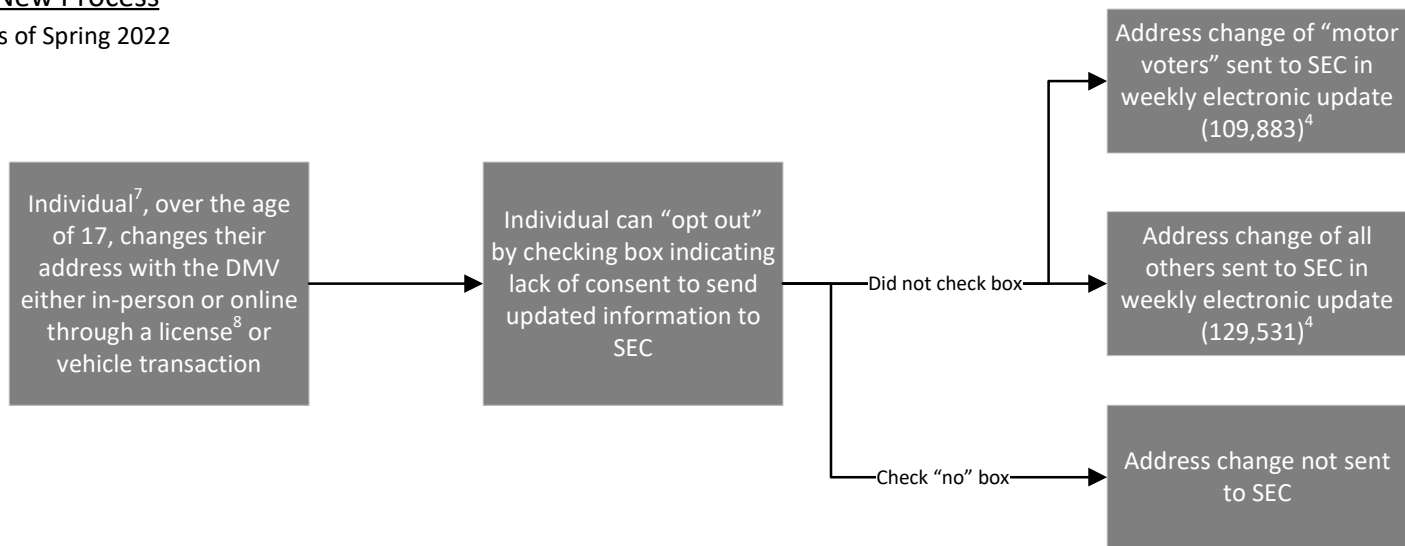 New Process
s of Spring 2022
Individual⁷, over the age
of 17, changes their
address with the DMV
either in-person or online
through a license⁸ or
vehicle transaction
Individual can “opt out”
by checking box indicating
lack of consent to send
updated information to
SEC
Did not check box
Check “no” box
Address change of “motor
voters” sent to SEC in
weekly electronic update
(109,883)⁴
Address change of all
others sent to SEC in
weekly electronic update
(129,531)⁴
Address change not sent
to SEC